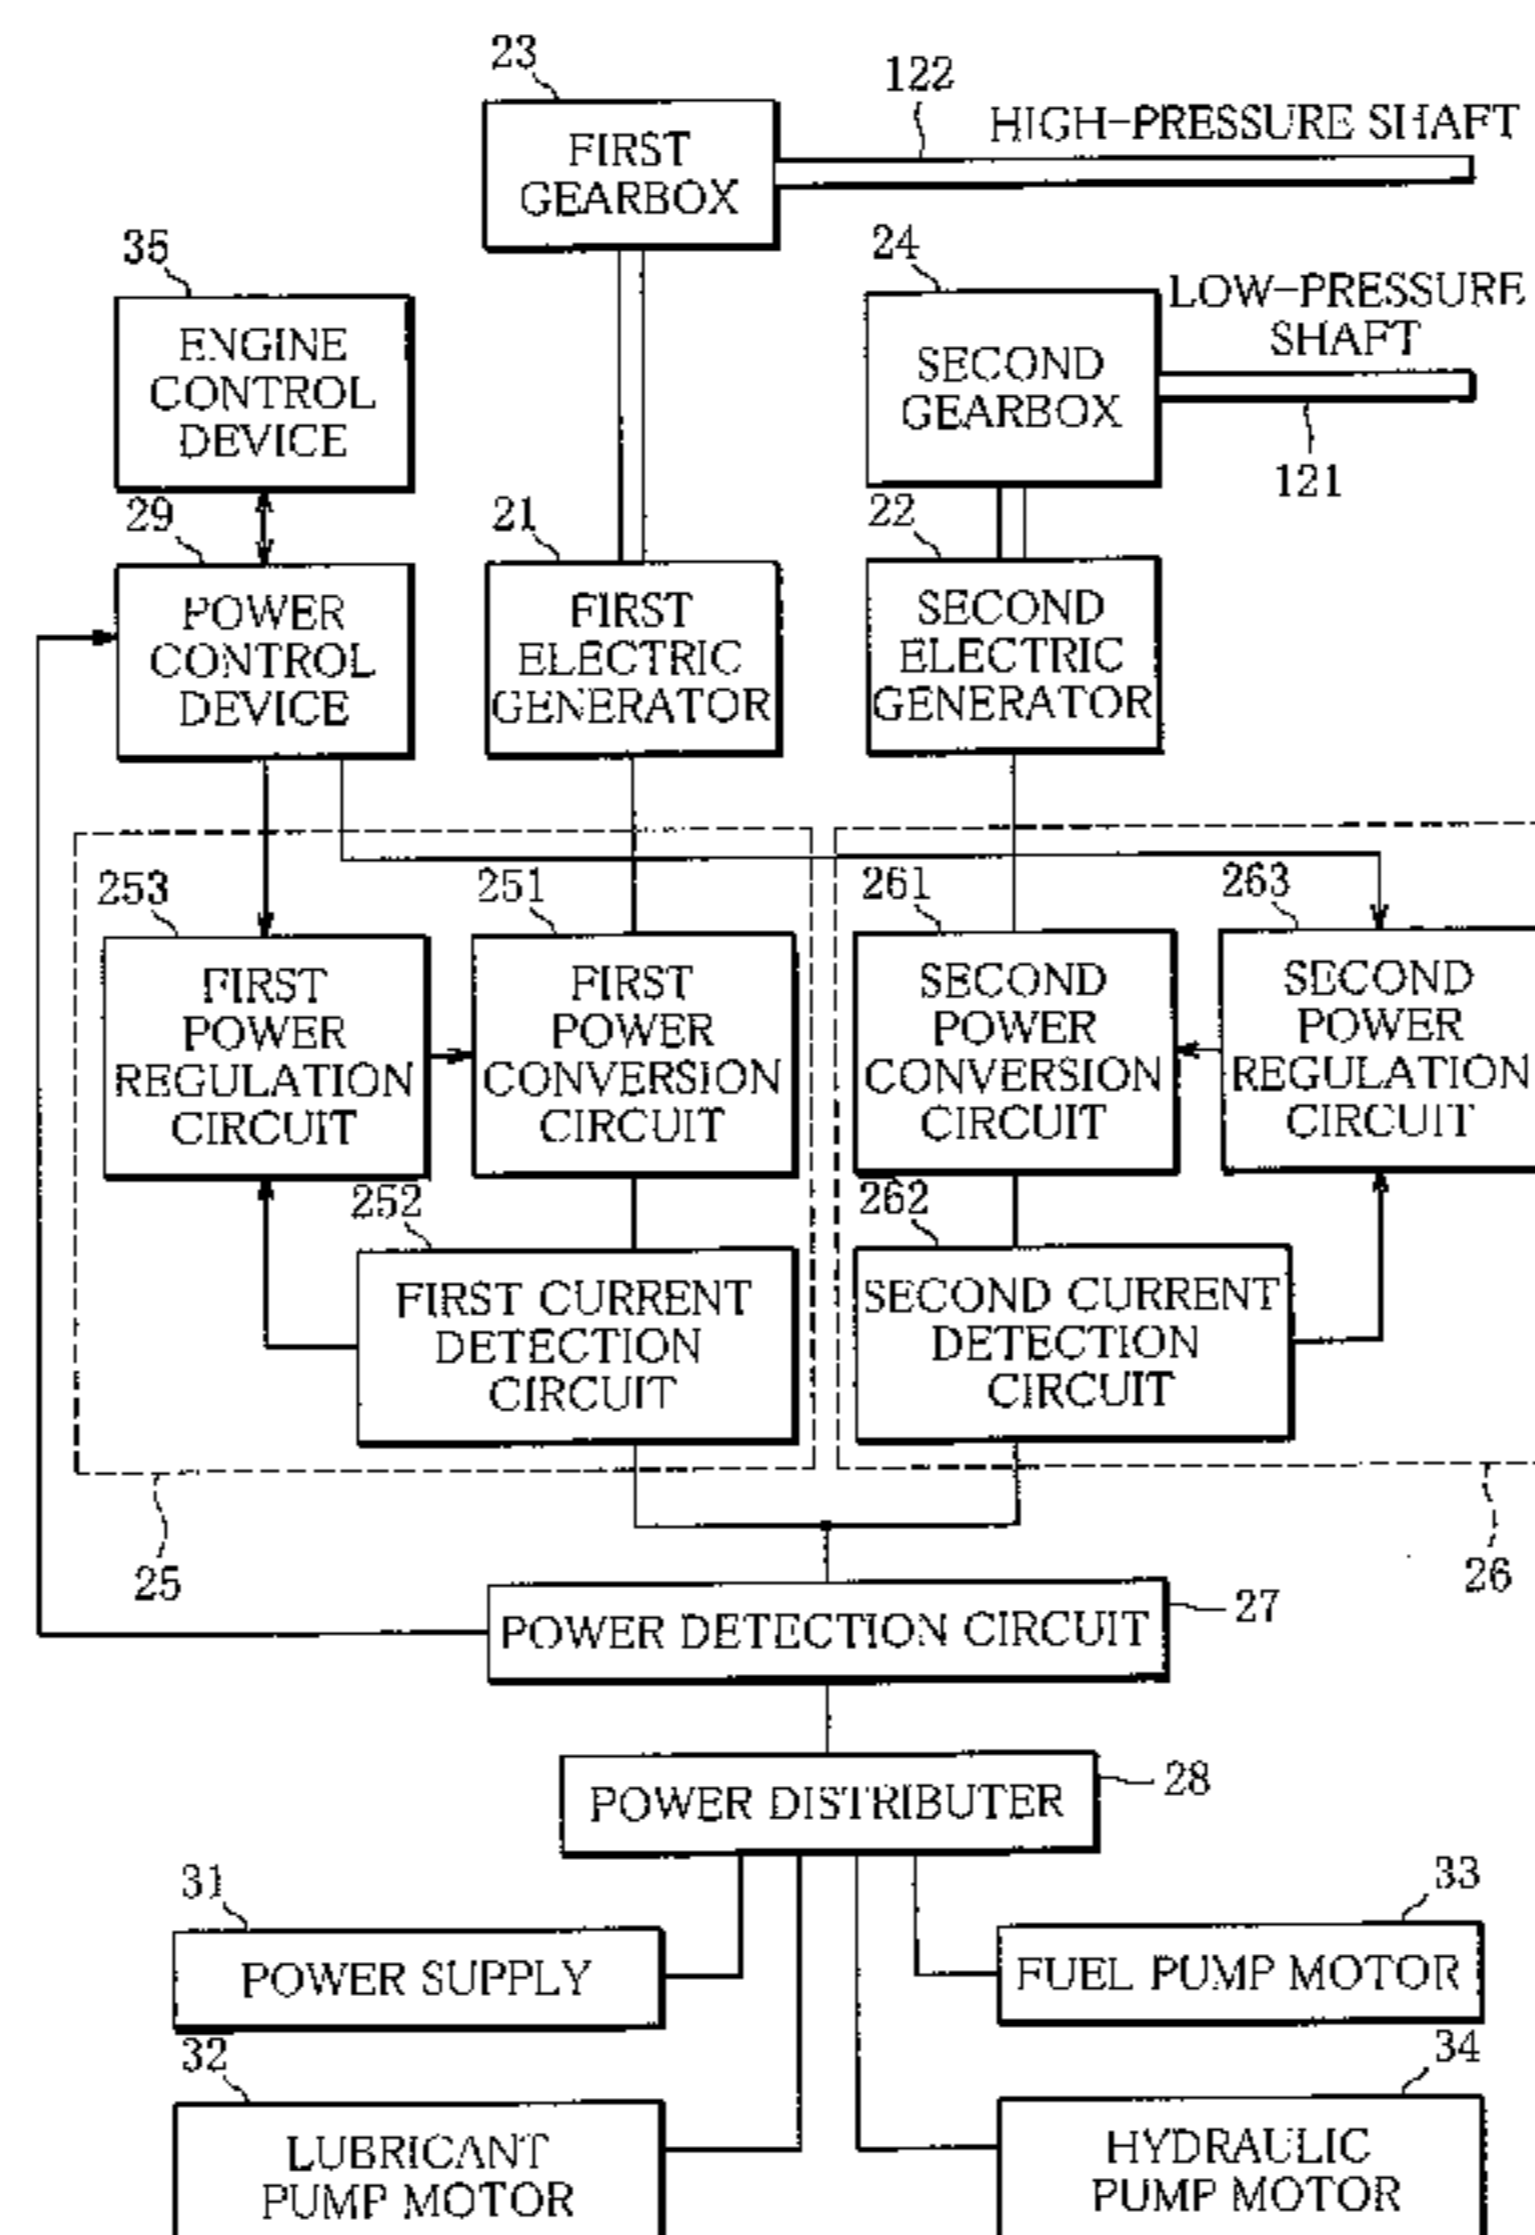 23
122
HIGH-PRESSURE SHAFT
FIRST
GEARBOX
35
24
LOW-PRESSURE
SHAFT
ENGINE
CONTROL
DEVICE
SECOND
GEARBOX
121
29
21
22
POWER
CONTROL
DEVICE
FIRST
ELECTRIC
GENERATOR
SECOND
ELECTRIC
GENERATOR
253
251
261
263
FIRST
POWER
REGULATION
CIRCUIT
FIRST
POWER
CONVERSION
CIRCUIT
SECOND
POWER
CONVERSION
CIRCUIT
SECOND
POWER
REGULATION
CIRCUIT
252
262
FIRST CURRENT
DETECTION
CIRCUIT
SECOND CURRENT
DETECTION
CIRCUIT
25
26
POWER DETECTION CIRCUIT
27
POWER DISTRIBUTER
28
31
33
POWER SUPPLY
FUEL PUMP MOTOR
32
34
LUBRICANT
PUMP MOTOR
HYDRAULIC
PUMP MOTOR